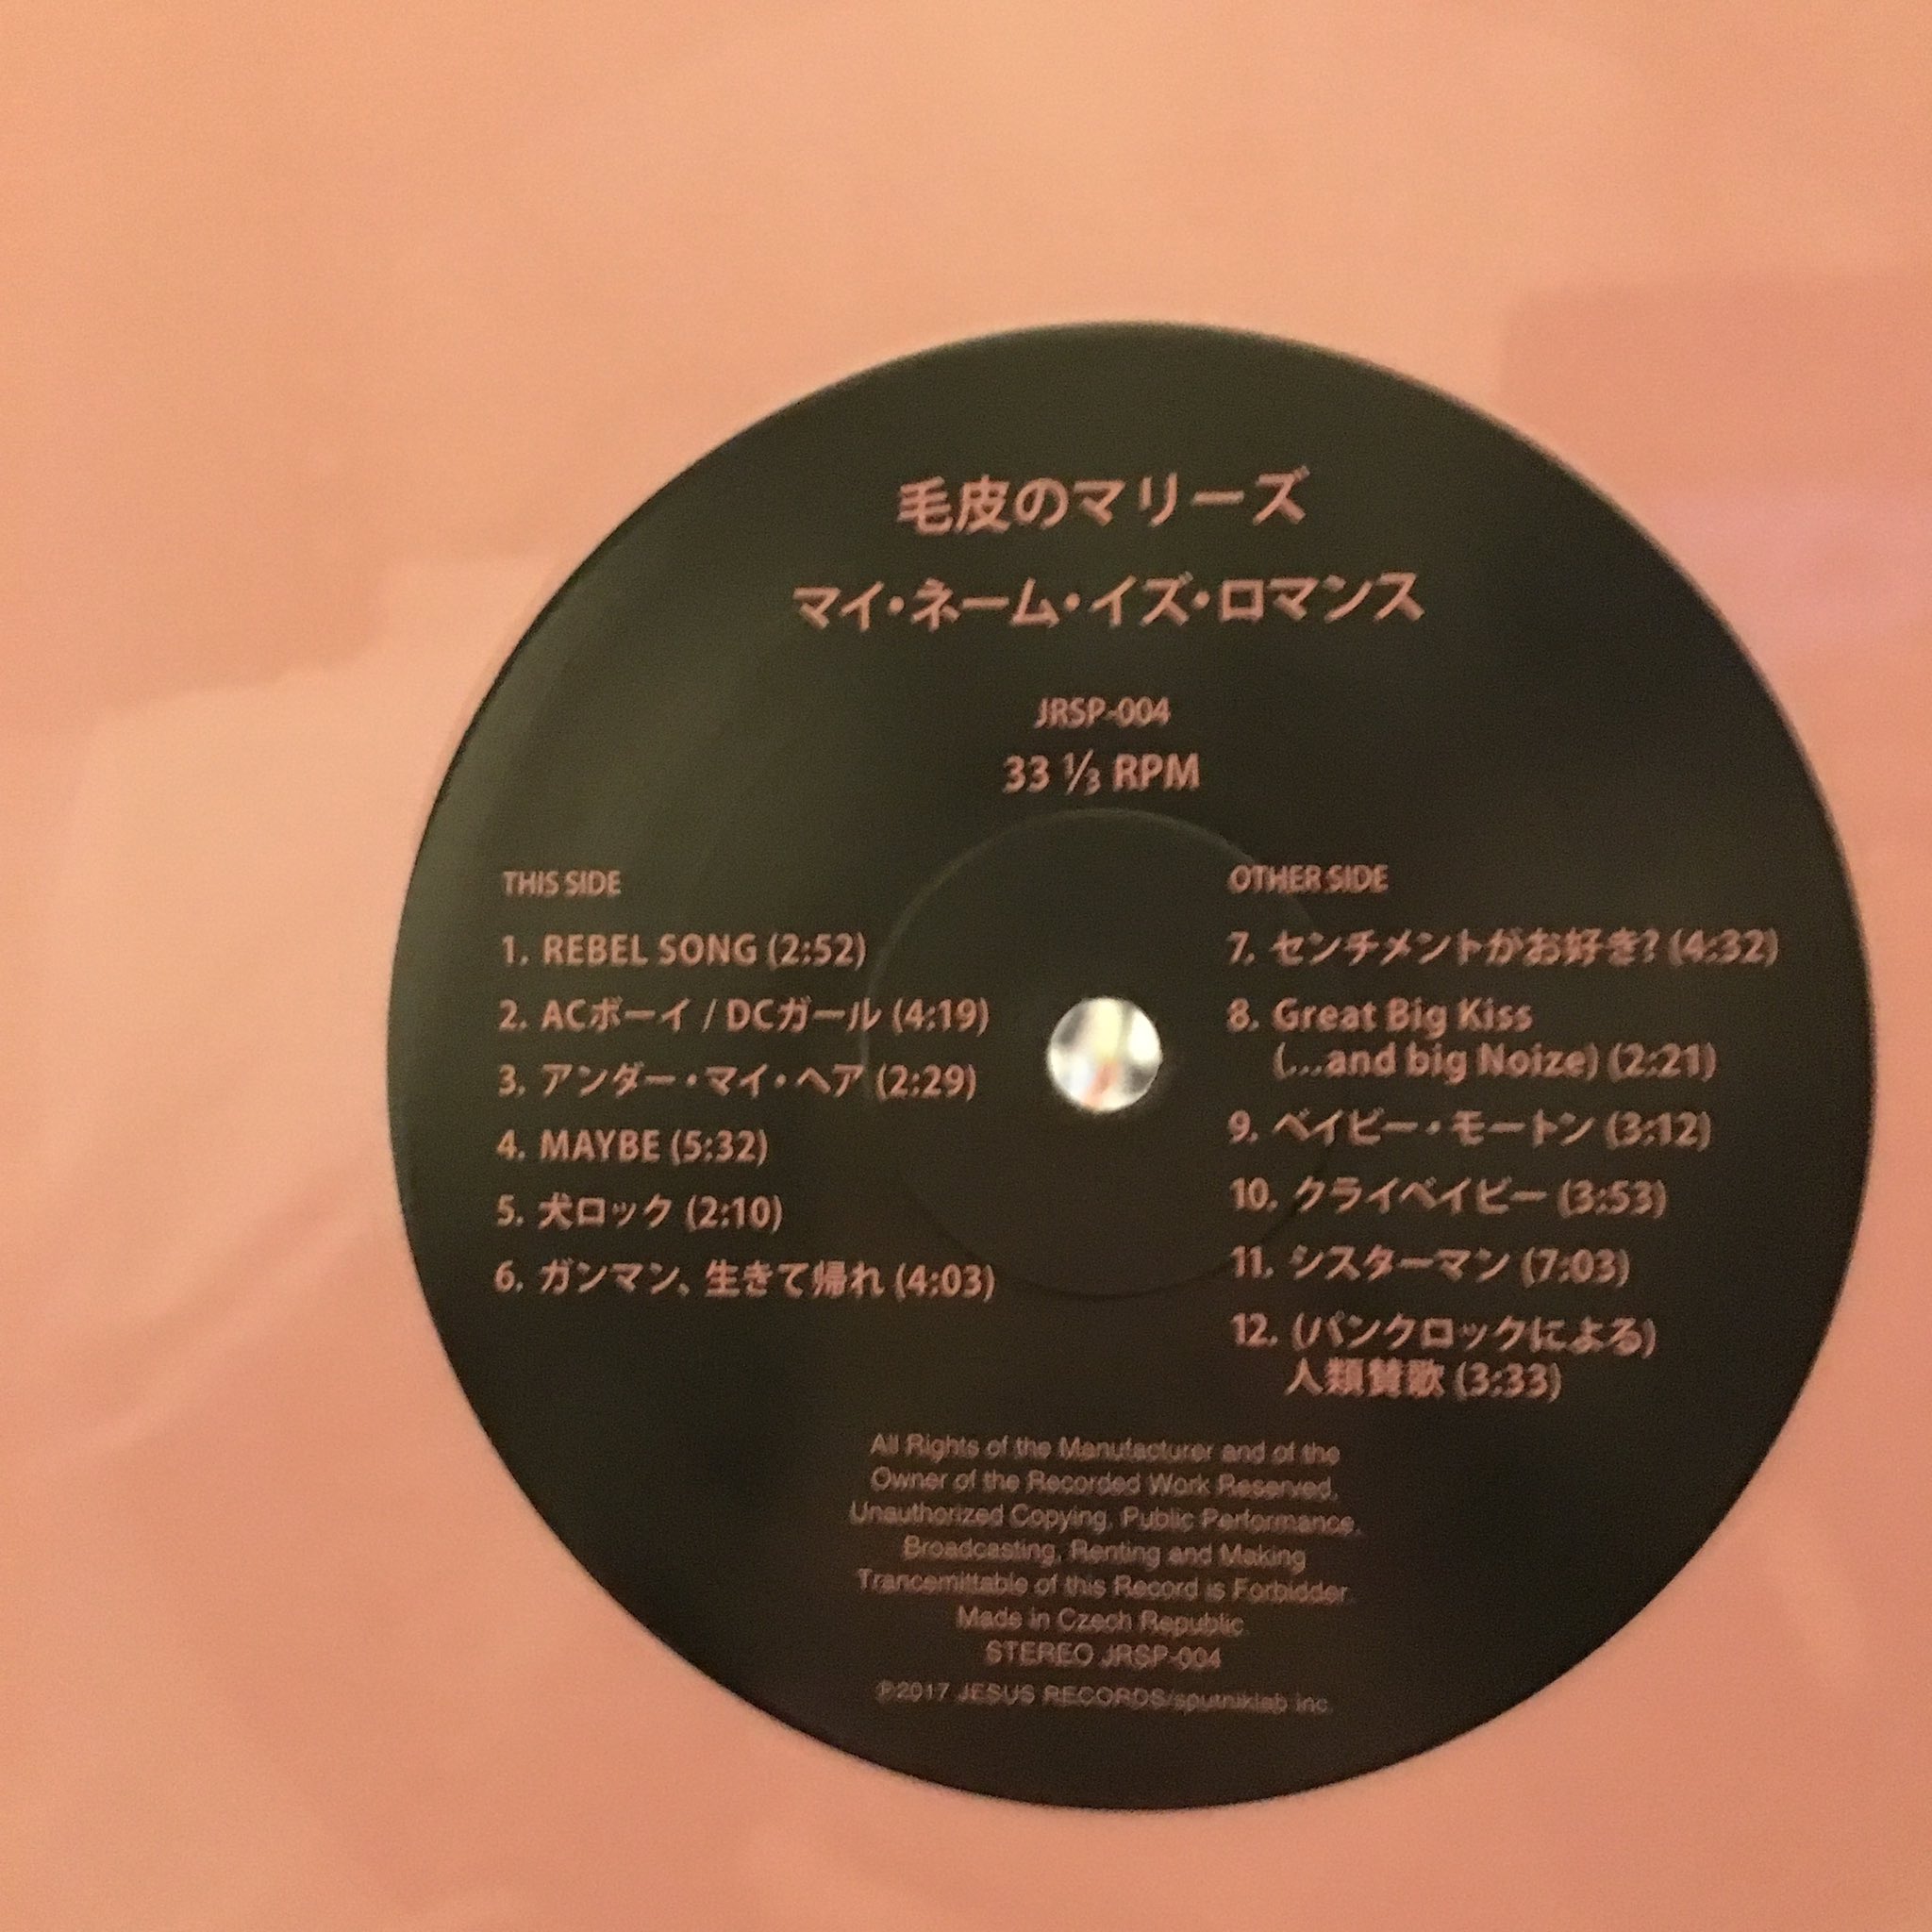 毛皮のマリーズ
マイ・ネーム・イズ・ロマンス
JRSP-004
33 1/3 RPM
THIS SIDE
1. REBEL SONG (2:52)
2. ACボーイ / DCガール (4:19)
3. アンダー・マイ・ヘア (2:29)
4. MAYBE (5:32)
5. 犬ロック (2:10)
6. ガンマン、生きて帰れ (4:03)
OTHER SIDE
7. センチメントがお好き? (4:32)
8. Great Big Kiss
(...and big Noize) (2:21)
9. ベイビー・モートン (3:12)
10. クライベイビー (3:53)
11. シスターマン (7:03)
12. (パンクロックによる)
人類賛歌 (3:33)
All Rights of the Manufacturer and of the
Owner of the Recorded Work Reserved.
Unauthorized Copying, Public Performance,
Broadcasting, Renting and Making
Trancemittable of this Record is Forbidder.
Made in Czech Republic.
STEREO JRSP-004
℗2017 JESUS RECORDS/sputniklab inc.